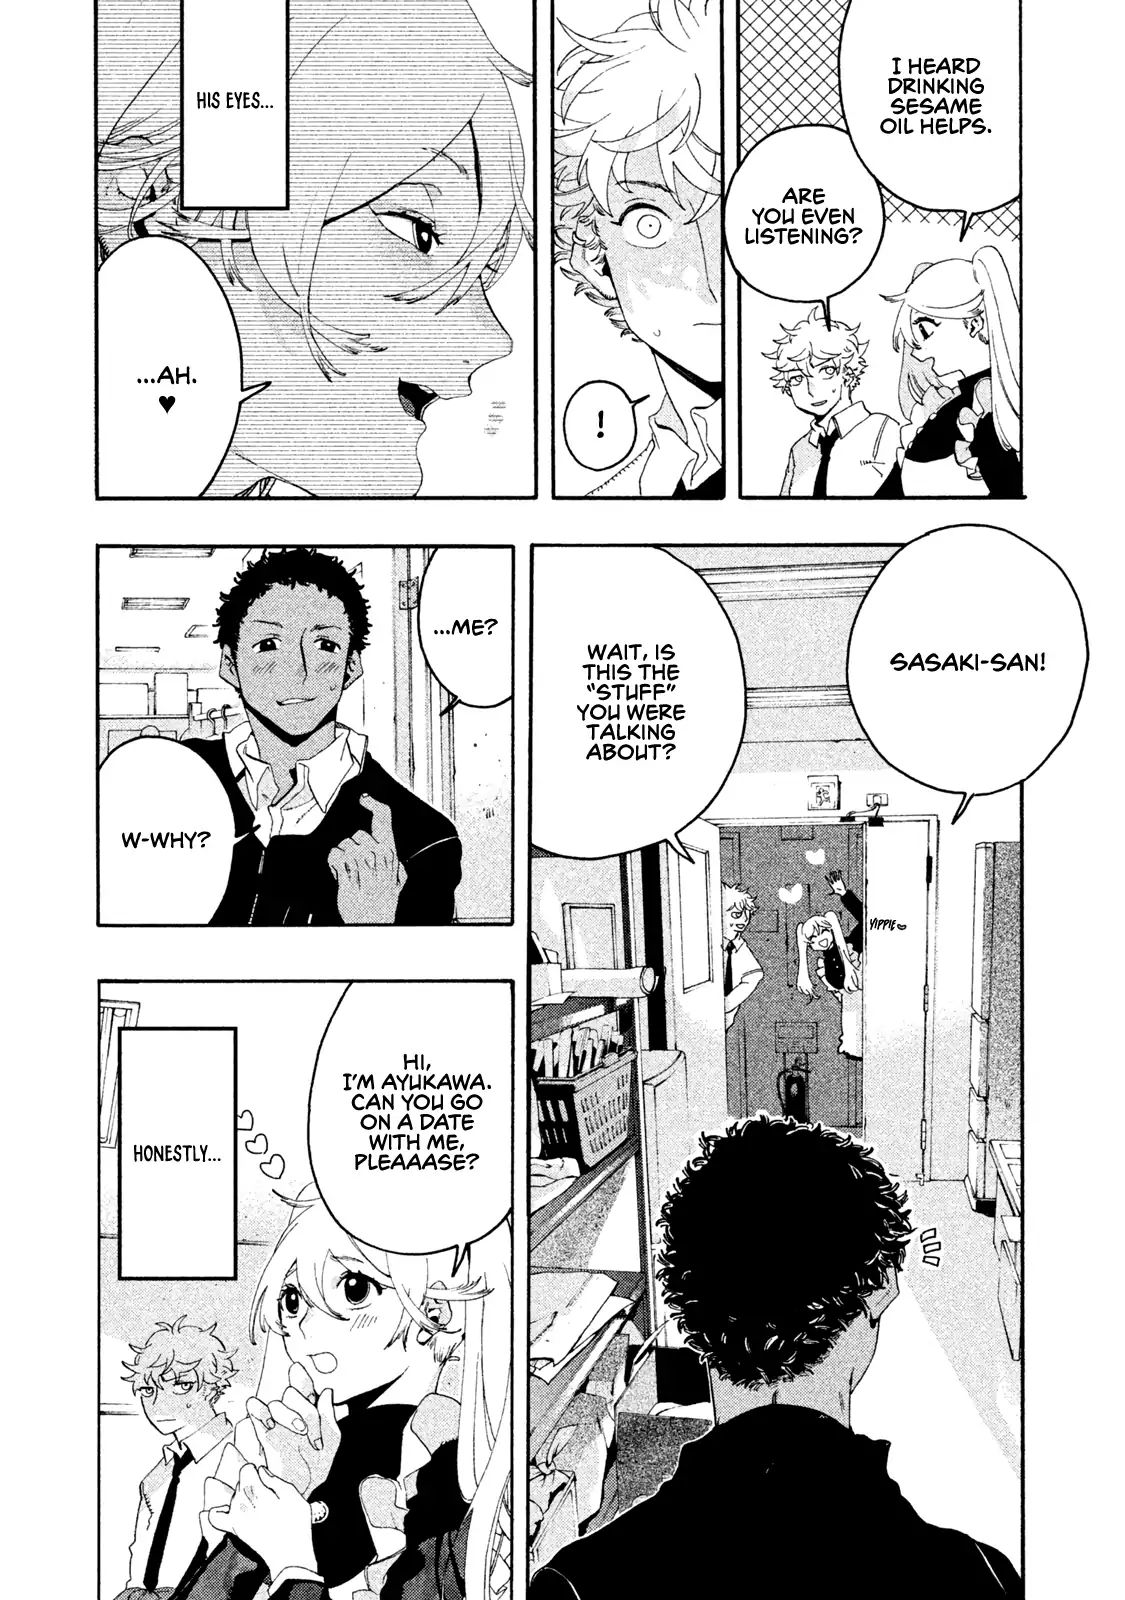 I HEARD
DRINKING
SESAME
OIL HELPS.
ARE
YOU EVEN
LISTENING?
!
HIS EYES...
...AH.
♥
SASAKI-SAN!
WAIT, IS
THIS THE
"STUFF"
YOU WERE
TALKING
ABOUT?
YIPPIE♡
...ME?
W-WHY?
HI,
I'M AYUKAWA.
CAN YOU GO
ON A DATE
WITH ME,
PLEAAASE?
HONESTLY...